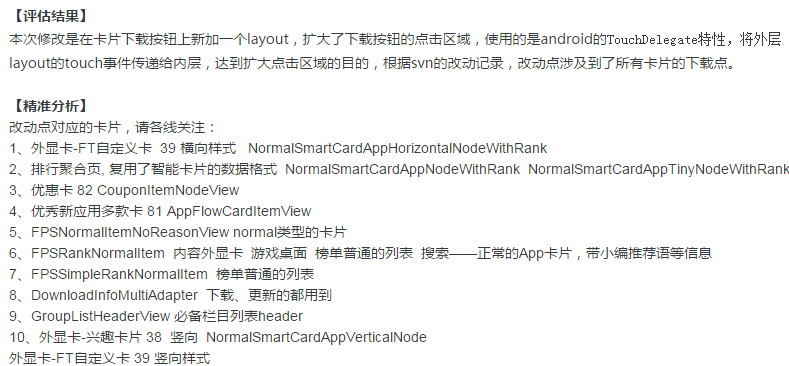 【评估结果】
本次修改是在卡片下载按钮上新加一个layout，扩大了下载按钮的点击区域，使用的是android的TouchDelegate特性，将外层
layout的touch事件传递给内层，达到扩大点击区域的目的，根据svn的改动记录，改动点涉及到了所有卡片的下载点。
【精准分析】
改动点对应的卡片，请各线关注：
1、外显卡-FT自定义卡 39 横向样式 NormalSmartCardAppHorizontalNodeWithRank
2、排行聚合页, 复用了智能卡片的数据格式 NormalSmartCardAppNodeWithRank NormalSmartCardAppTinyNodeWithRank
3、优惠卡 82 CouponItemNodeView
4、优秀新应用多款卡 81 AppFlowCardItemView
5、FPSNormalItemNoReasonView normal类型的卡片
6、FPSRankNormalItem 内容外显卡 游戏桌面 榜单普通的列表 搜索——正常的App卡片，带小编推荐语等信息
7、FPSSimpleRankNormalItem 榜单普通的列表
8、DownloadInfoMultiAdapter 下载、更新的都用到
9、GroupListHeaderView 必备栏目列表header
10、外显卡-兴趣卡片 38 竖向 NormalSmartCardAppVerticalNode
外显卡-FT自定义卡 39 竖向样式